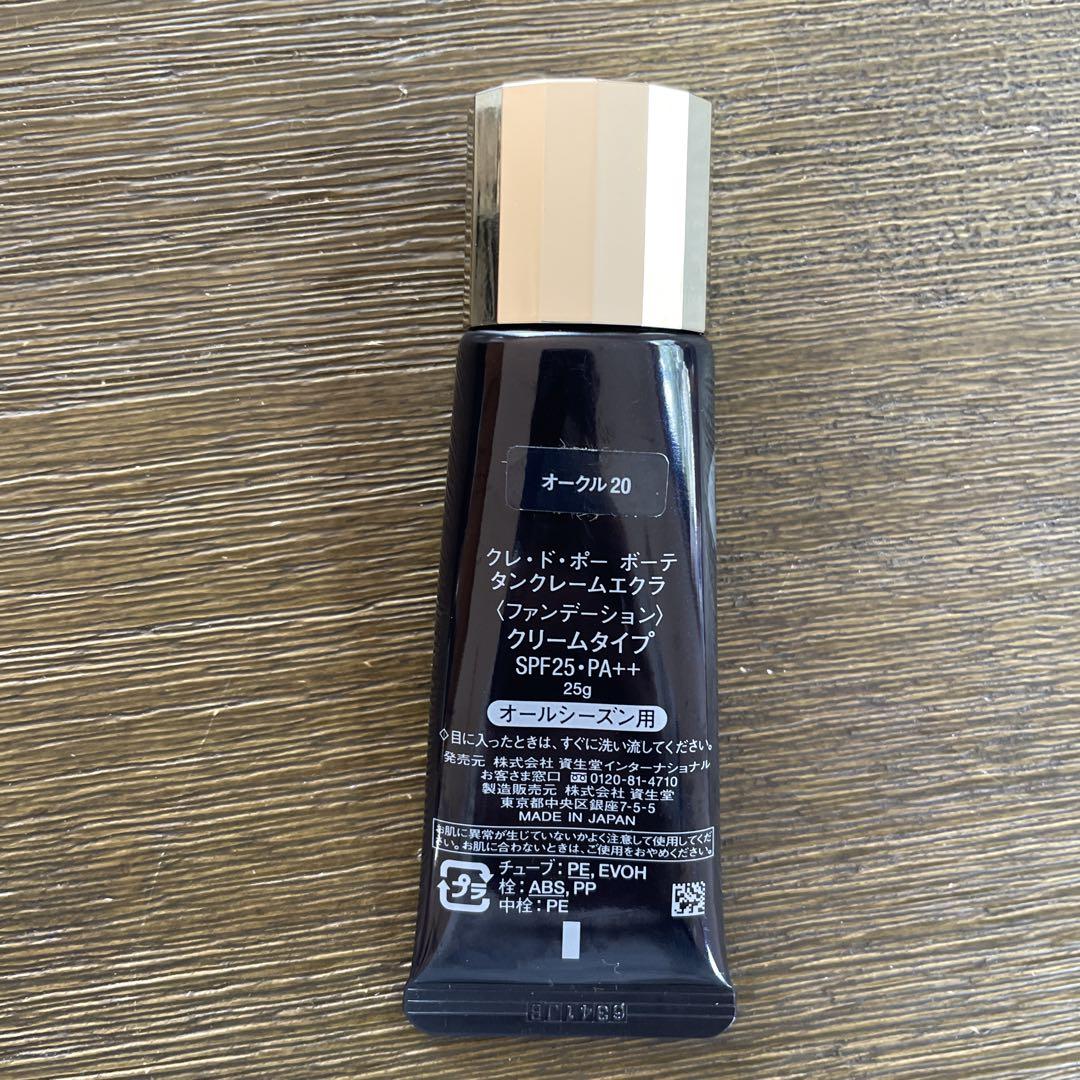 オークル20
クレ・ド・ポー ボーテ
タンクレームエクラ
〈ファンデーション〉
クリームタイプ
SPF25・PA++
25g
オールシーズン用
◇目に入ったときは、すぐに洗い流してください。
発売元 株式会社 資生堂インターナショナル
お客さま窓口 0120-81-4710
製造販売元 株式会社 資生堂
東京都中央区銀座7-5-5
MADE IN JAPAN
お肌に異常が生じていないかよく注意して使用してくだ
さい。お肌に合わないときは、ご使用をおやめください。
プラ
チューブ：PE, EVOH
栓：ABS, PP
中栓：PE